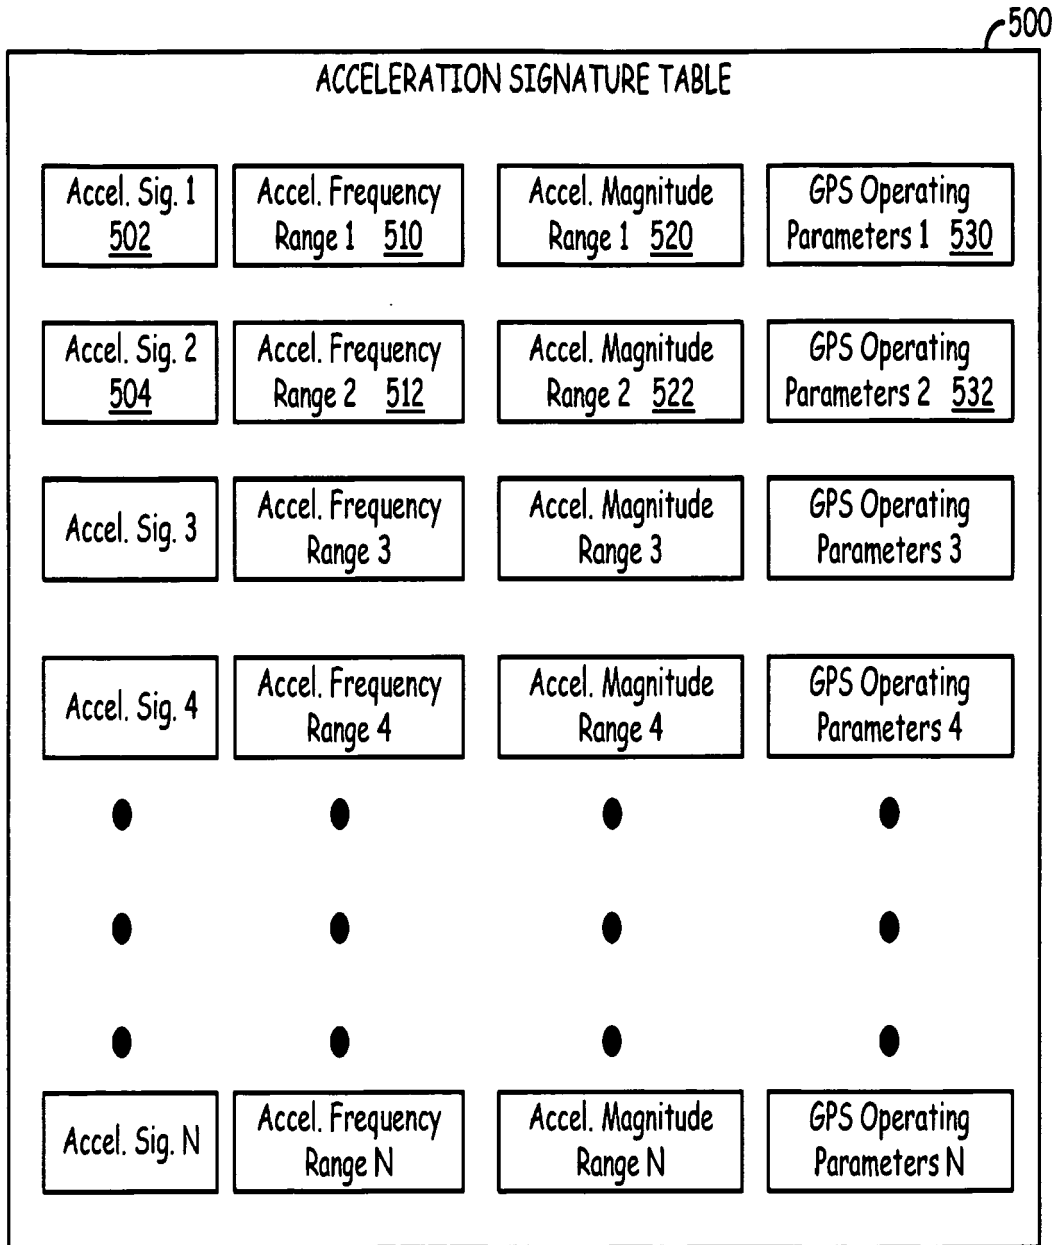 500
ACCELERATION SIGNATURE TABLE
Accel. Sig. 1
502
Accel. Frequency
Range 1 510
Accel. Magnitude
Range 1 520
GPS Operating
Parameters 1 530
Accel. Sig. 2
504
Accel. Frequency
Range 2 512
Accel. Magnitude
Range 2 522
GPS Operating
Parameters 2 532
Accel. Sig. 3
Accel. Frequency
Range 3
Accel. Magnitude
Range 3
GPS Operating
Parameters 3
Accel. Sig. 4
Accel. Frequency
Range 4
Accel. Magnitude
Range 4
GPS Operating
Parameters 4
Accel. Sig. N
Accel. Frequency
Range N
Accel. Magnitude
Range N
GPS Operating
Parameters N